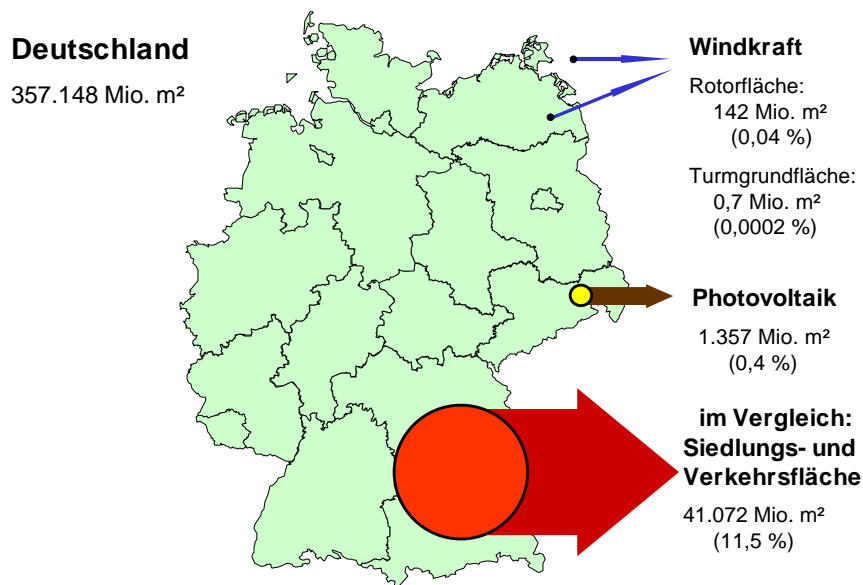 Deutschland
357.148 Mio. m²
Windkraft
Rotorfläche:
142 Mio. m²
(0,04 %)
Turmgrundfläche:
0,7 Mio. m²
(0,0002 %)
Photovoltaik
1.357 Mio. m²
(0,4 %)
im Vergleich:
Siedlungs- und
Verkehrsfläche
41.072 Mio. m²
(11,5 %)